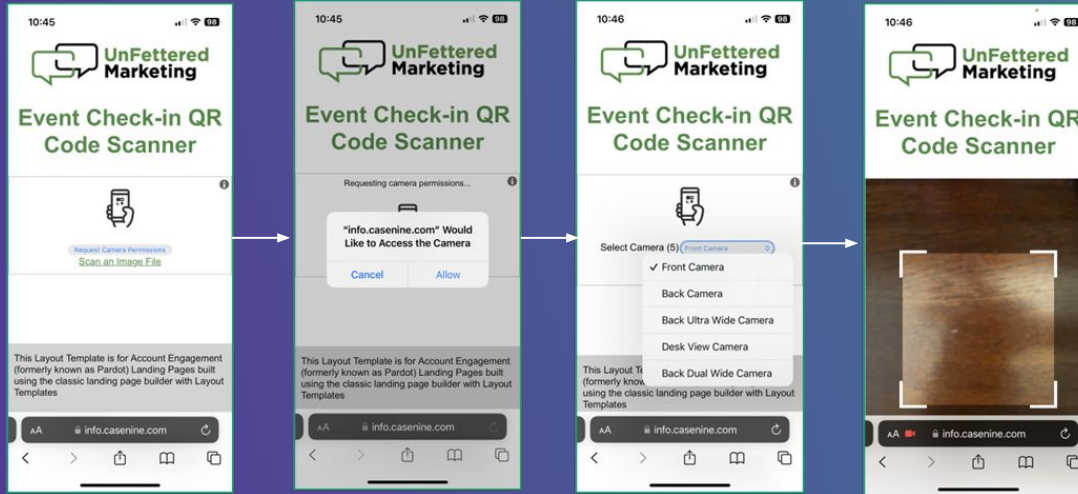 10:45
98
UnFettered
Marketing
Event Check-in QR
Code Scanner
Request Camera Permissions
Scan an Image File
This Layout Template is for Account Engagement
(formerly known as Pardot) Landing Pages built
using the classic landing page builder with Layout
Templates
AA info.casenine.com
10:45
98
UnFettered
Marketing
Event Check-in QR
Code Scanner
Requesting camera permissions...
"info.casenine.com" Would
Like to Access the Camera
Cancel Allow
This Layout Template is for Account Engagement
(formerly known as Pardot) Landing Pages built
using the classic landing page builder with Layout
Templates
AA info.casenine.com
10:46
98
UnFettered
Marketing
Event Check-in QR
Code Scanner
Select Camera (5) Front Camera
✓ Front Camera
Back Camera
Back Ultra Wide Camera
Desk View Camera
Back Dual Wide Camera
This Layout Te
(formerly know
using the classic landing page builder with Layout
Templates
AA info.casenine.com
10:46
98
UnFettered
Marketing
Event Check-in QR
Code Scanner
AA info.casenine.com